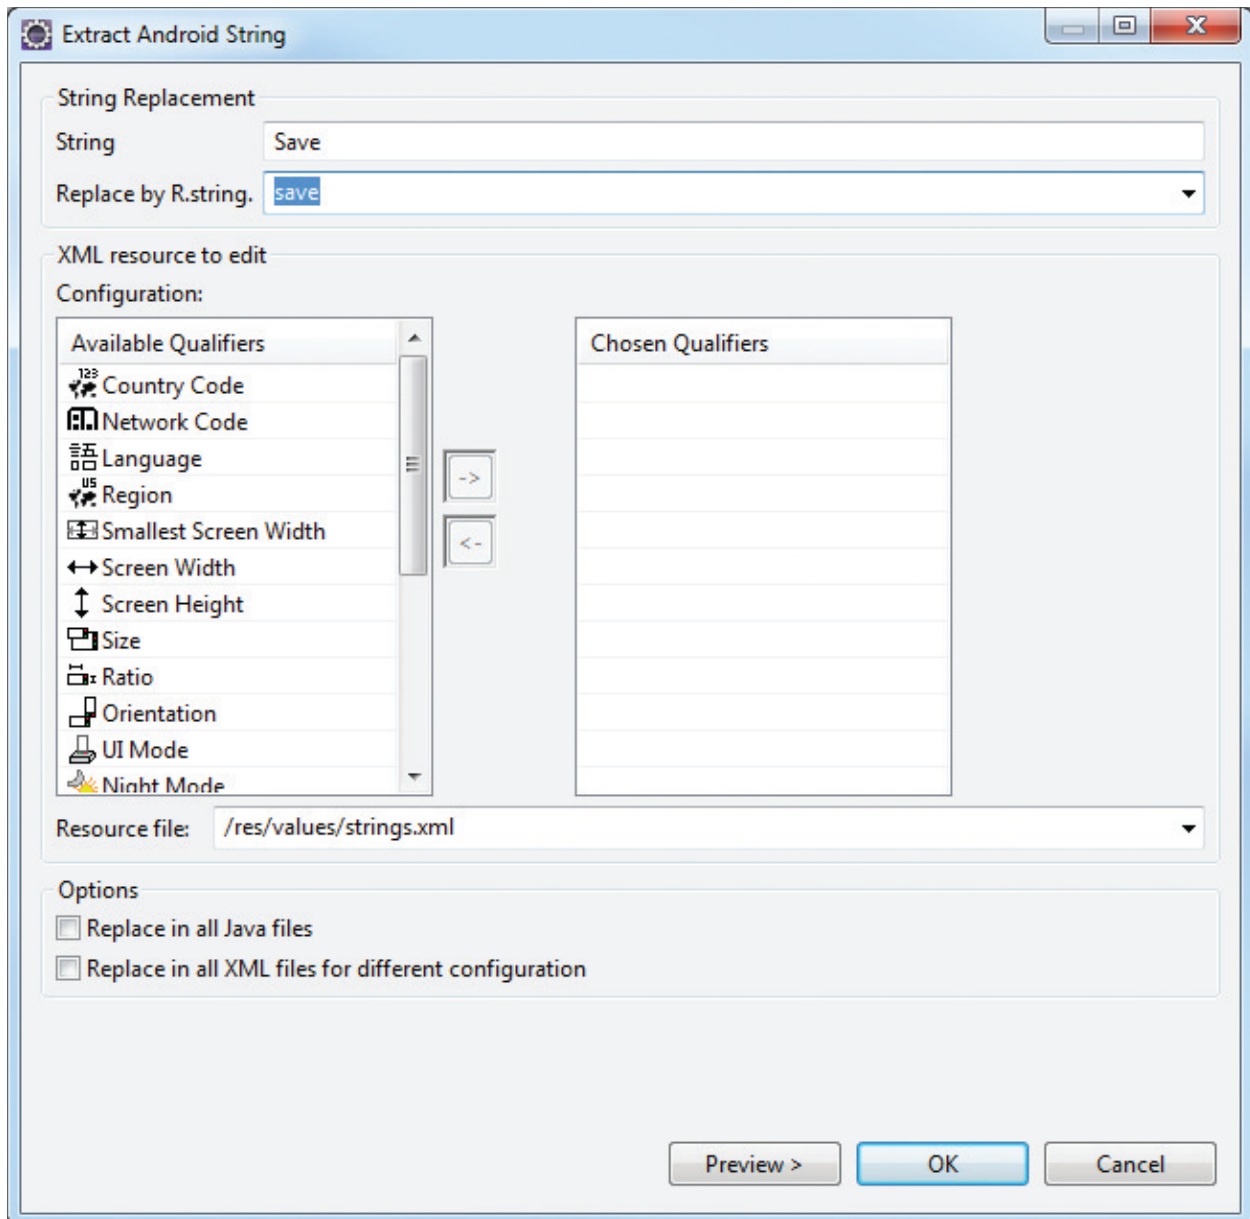 Extract Android String
String Replacement
String Save
Replace by R.string. save
XML resource to edit
Configuration:
Available Qualifiers
123 Country Code
Network Code
語 Language
US Region
Smallest Screen Width
Screen Width
Screen Height
Size
Ratio
Orientation
UI Mode
Night Mode
->
<-
Chosen Qualifiers
Resource file: /res/values/strings.xml
Options
Replace in all Java files
Replace in all XML files for different configuration
Preview > OK Cancel